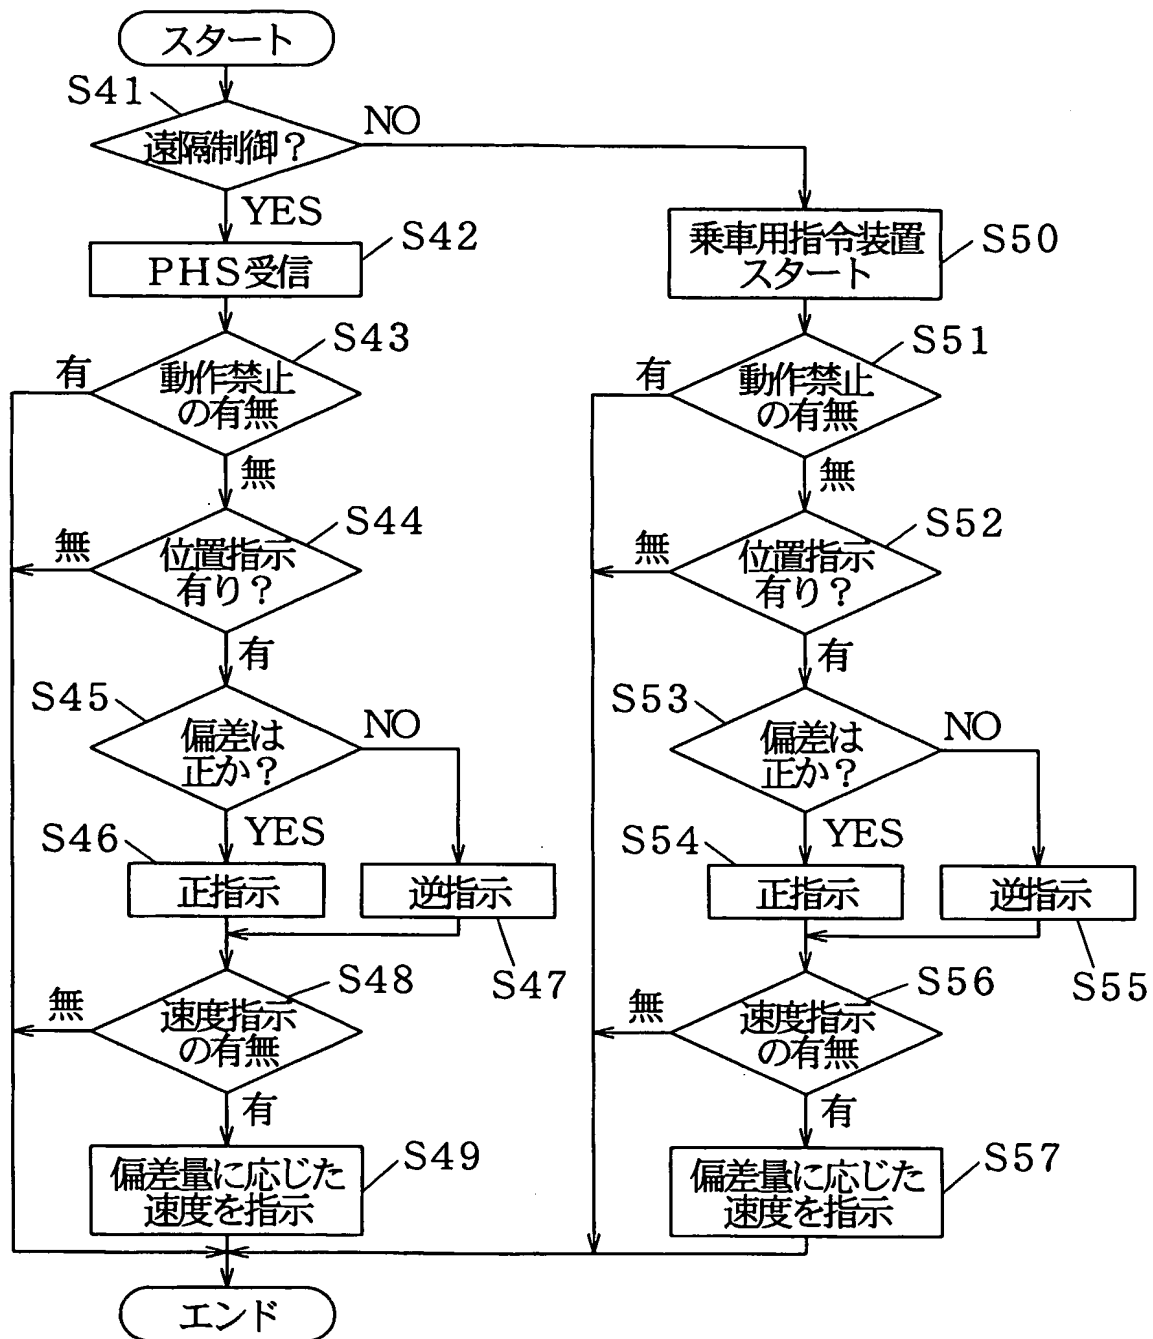 スタート
S41
遠隔制御？
NO
YES
S42
PHS受信
S43
有
動作禁止
の有無
無
S44
無
位置指示
有り？
有
S45
偏差は
正か？
NO
YES
S46
正指示
逆指示
S47
S48
無
速度指示
の有無
有
S49
偏差量に応じた
速度を指示
乗車用指令装置
スタート
S50
S51
有
動作禁止
の有無
無
S52
無
位置指示
有り？
有
S53
偏差は
正か？
NO
YES
S54
正指示
逆指示
S55
S56
無
速度指示
の有無
有
S57
偏差量に応じた
速度を指示
エンド